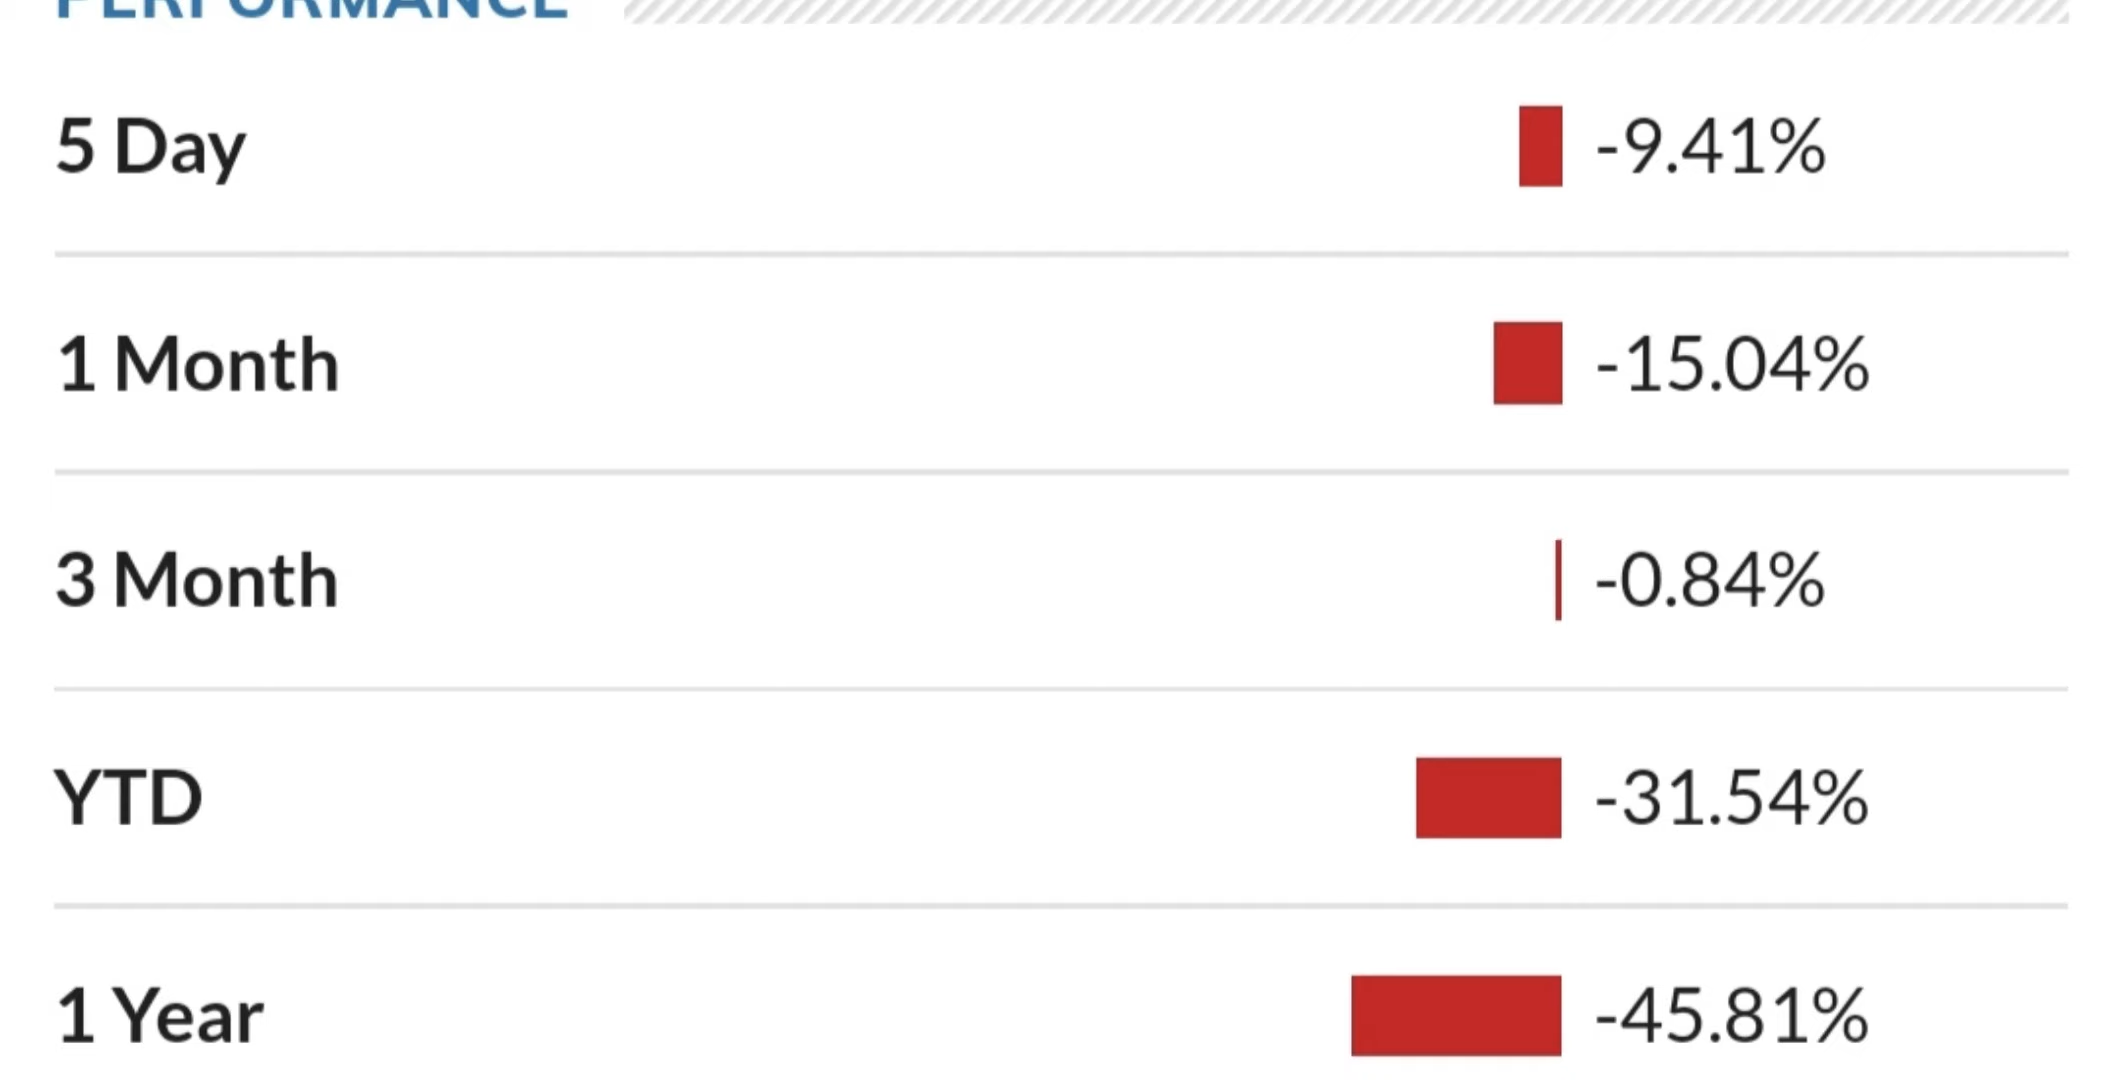 PERFORMANCE
5 Day -9.41%
1 Month -15.04%
3 Month -0.84%
YTD -31.54%
1 Year -45.81%